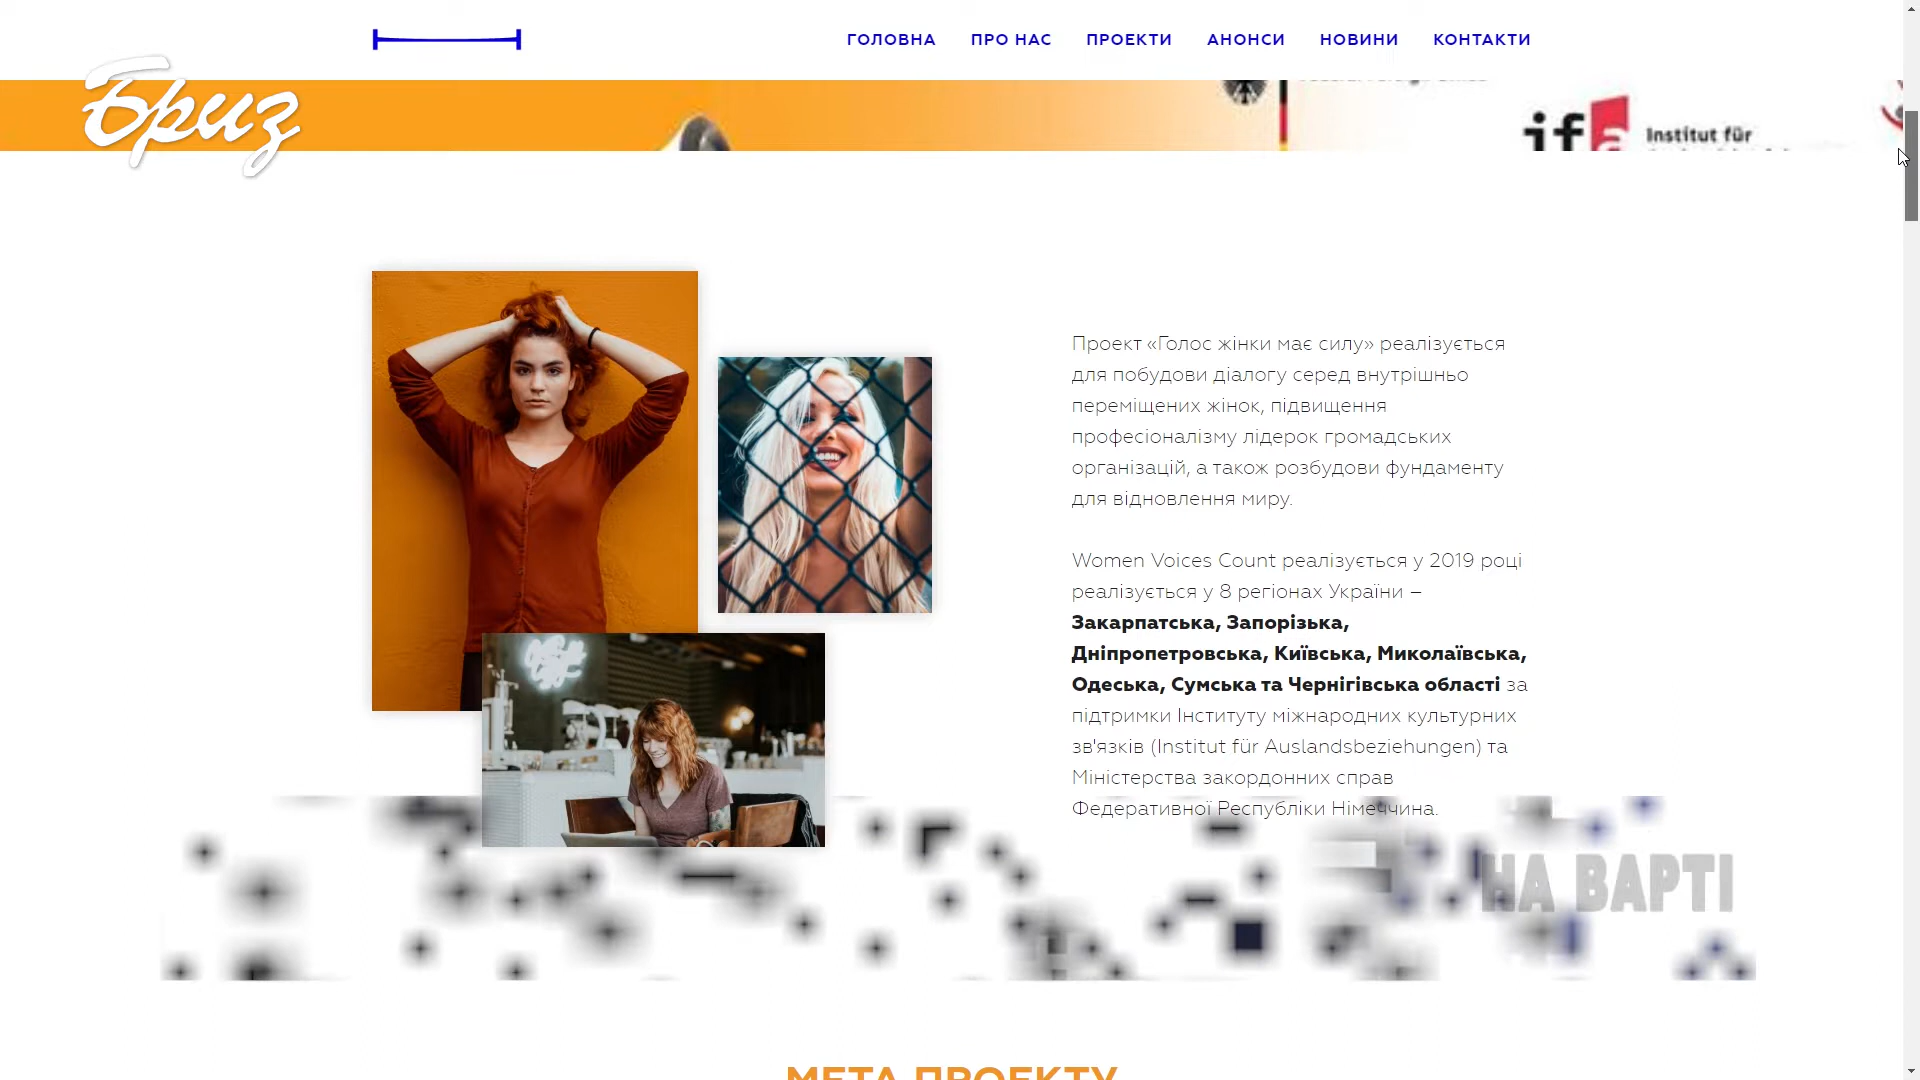 ГОЛОВНА ПРО НАС ПРОЕКТИ АНОНСИ НОВИНИ КОНТАКТИ
Бриз
ifa Institut für
Проект «Голос жінки має силу» реалізується
для побудови діалогу серед внутрішньо
переміщених жінок, підвищення
професіоналізму лідерок громадських
організацій, а також розбудови фундаменту
для відновлення миру.
Women Voices Count реалізується у 2019 році
реалізується у 8 регіонах України –
Закарпатська, Запорізька,
Дніпропетровська, Київська, Миколаївська,
Одеська, Сумська та Чернігівська області за
підтримки Інституту міжнародних культурних
зв'язків (Institut für Auslandsbeziehungen) та
Міністерства закордонних справ
Федеративної Республіки Німеччина.
НА ВАРТІ
МЕТА ПРОЕКТУ